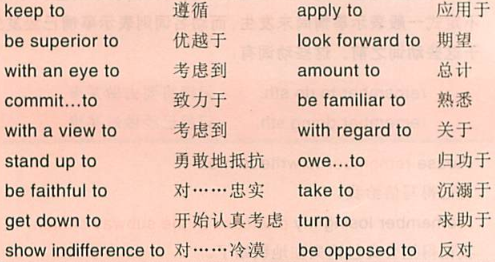 keep to 遵循 apply to 应用于
be superior to 优越于 look forward to 期望
with an eye to 考虑到 amount to 总计
commit…to 致力于 be familiar to 熟悉
with a view to 考虑到 with regard to 关于
stand up to 勇敢地抵抗 owe…to 归功于
be faithful to 对……忠实 take to 沉溺于
get down to 开始认真考虑 turn to 求助于
show indifference to 对……冷漠 be opposed to 反对